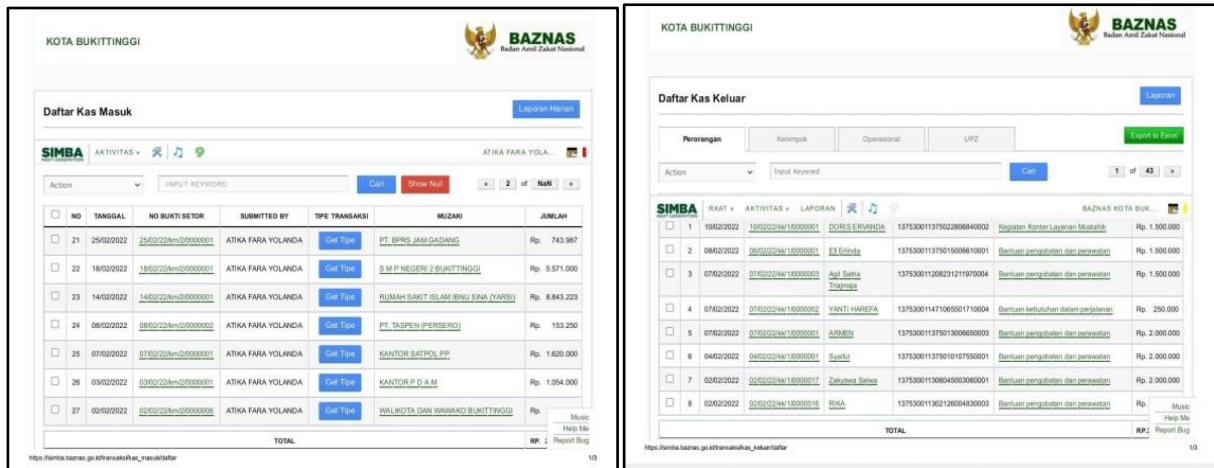 KOTA BUKITTINGGI
BAZNAS
Badan Amil Zakat Nasional
Daftar Kas Masuk
Laporan Harian
SIMBA AKTIVITAS ATIKA FARA YOLA...
NEXT GENERATION
Action INPUT KEYWORD Cari Show Null < 2 of NaN >
NO TANGGAL NO BUKTI SETOR SUBMITTED BY TIPE TRANSAKSI MUZAKI JUMLAH
21 25/02/2022 25/02/22/km/2/0000001 ATIKA FARA YOLANDA Get Tipe PT. BPRS JAM GADANG Rp. 743.987
22 18/02/2022 18/02/22/km/2/0000001 ATIKA FARA YOLANDA Get Tipe S M P NEGERI 2 BUKITTINGGI Rp. 5.571.000
23 14/02/2022 14/02/22/km/2/0000001 ATIKA FARA YOLANDA Get Tipe RUMAH SAKIT ISLAM IBNU SINA (YARSI) Rp. 8.843.223
24 08/02/2022 08/02/22/km/2/0000002 ATIKA FARA YOLANDA Get Tipe PT. TASPEN (PERSERO) Rp. 153.250
25 07/02/2022 07/02/22/km/2/0000001 ATIKA FARA YOLANDA Get Tipe KANTOR SATPOL PP Rp. 1.620.000
26 03/02/2022 03/02/22/km/2/0000001 ATIKA FARA YOLANDA Get Tipe KANTOR P D A M Rp. 1.054.000
27 02/02/2022 02/02/22/km/2/0000006 ATIKA FARA YOLANDA Get Tipe WALIKOTA DAN WAWAKO BUKITTINGGI Rp.
Music
Help Me
TOTAL RP. Report Bug
https://simba.baznas.go.id/transaksi/kas_masuk/daftar 1/3
KOTA BUKITTINGGI
BAZNAS
Badan Amil Zakat Nasional
Daftar Kas Keluar
Laporan
Perorangan Kelompok Operasional UPZ Export to Excel
Action Input Keyword Cari 1 of 43 >
SIMBA RKAT AKTIVITAS LAPORAN BAZNAS KOTA BUK...
NEXT GENERATION
1 10/02/2022 10/02/22/kk/1/0000001 DORIS ERVANDA 137530011375022806840002 Kegiatan Konter Layanan Mustahik Rp. 1.500.000
2 08/02/2022 08/02/22/kk/1/0000001 Efi Erlinda 137530011375015006610001 Bantuan pengobatan dan perawatan Rp. 1.500.000
3 07/02/2022 07/02/22/kk/1/0000003 Agil Satria 137530011208231211970004 Bantuan pengobatan dan perawatan Rp. 1.500.000
4 07/02/2022 07/02/22/kk/1/0000002 YANTI HAREFA 137530011471065501710004 Bantuan kebutuhan dalam perjalanan Rp. 250.000
5 07/02/2022 07/02/22/kk/1/0000001 ARMEN 137530011375013006650003 Bantuan pengobatan dan perawatan Rp. 2.000.000
6 04/02/2022 04/02/22/kk/1/0000001 Syaiful 137530011375010107550001 Bantuan pengobatan dan perawatan Rp. 2.000.000
7 02/02/2022 02/02/22/kk/1/0000017 Zakyawa Salwa 137530011306045003060001 Bantuan pengobatan dan perawatan Rp. 2.000.000
8 02/02/2022 02/02/22/kk/1/0000016 RIKA 137530011302126004830003 Bantuan pengobatan dan perawatan Rp.
Music
Help Me
TOTAL RP. Report Bug
https://simba.baznas.go.id/transaksi/kas_keluar/daftar 1/3